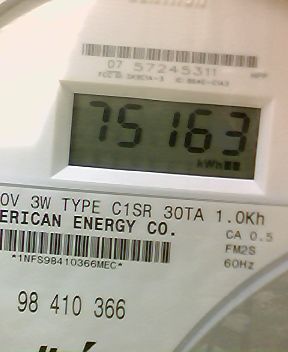 07 57245311
75163
kWh
0V 3W TYPE C1SR 30TA 1.0Kh
ERICAN ENERGY CO.
CA 0.5
FM2S
*1NFS98410366MEC*
60Hz
98 410 366